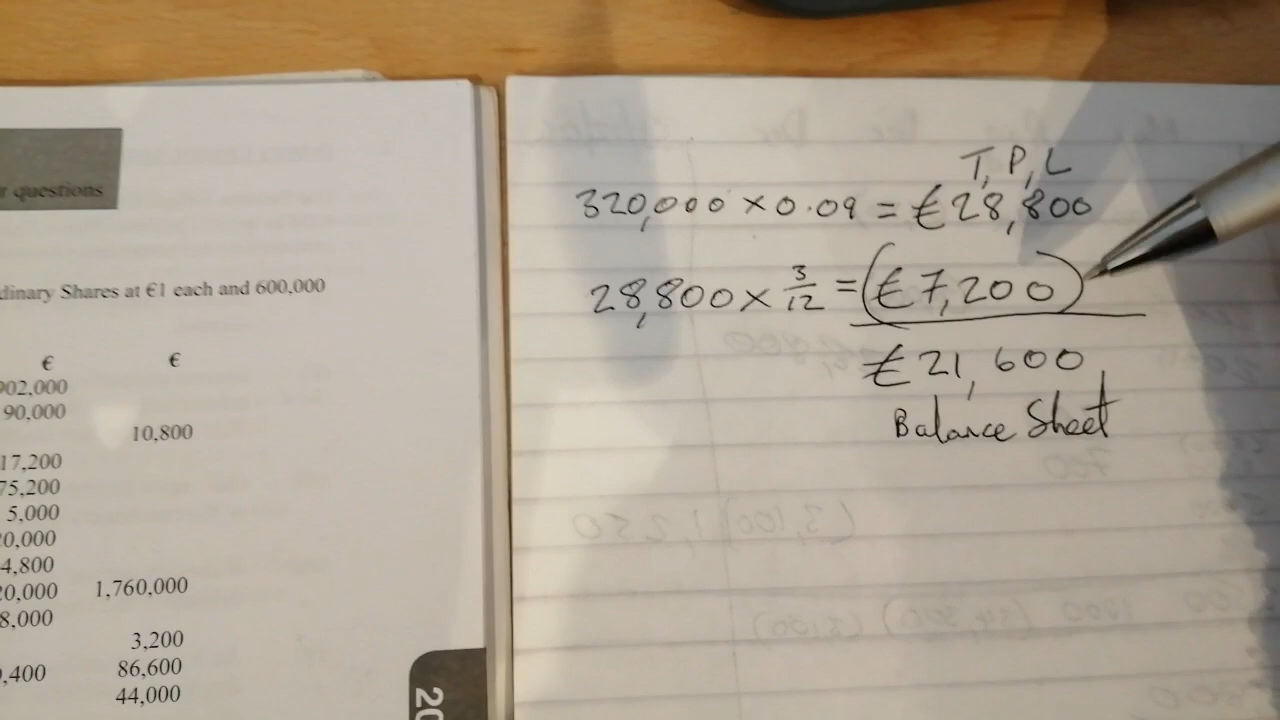 r questions
dinary Shares at €1 each and 600,000
€ €
902,000
90,000
10,800
17,200
75,200
5,000
0,000
4,800
20,000 1,760,000
8,000
3,200
,400 86,600
44,000
20
T, P, L
320,000 × 0.09 = €28,800
28,800 × 3/12 = (€7,200)
€21,600
Balance Sheet